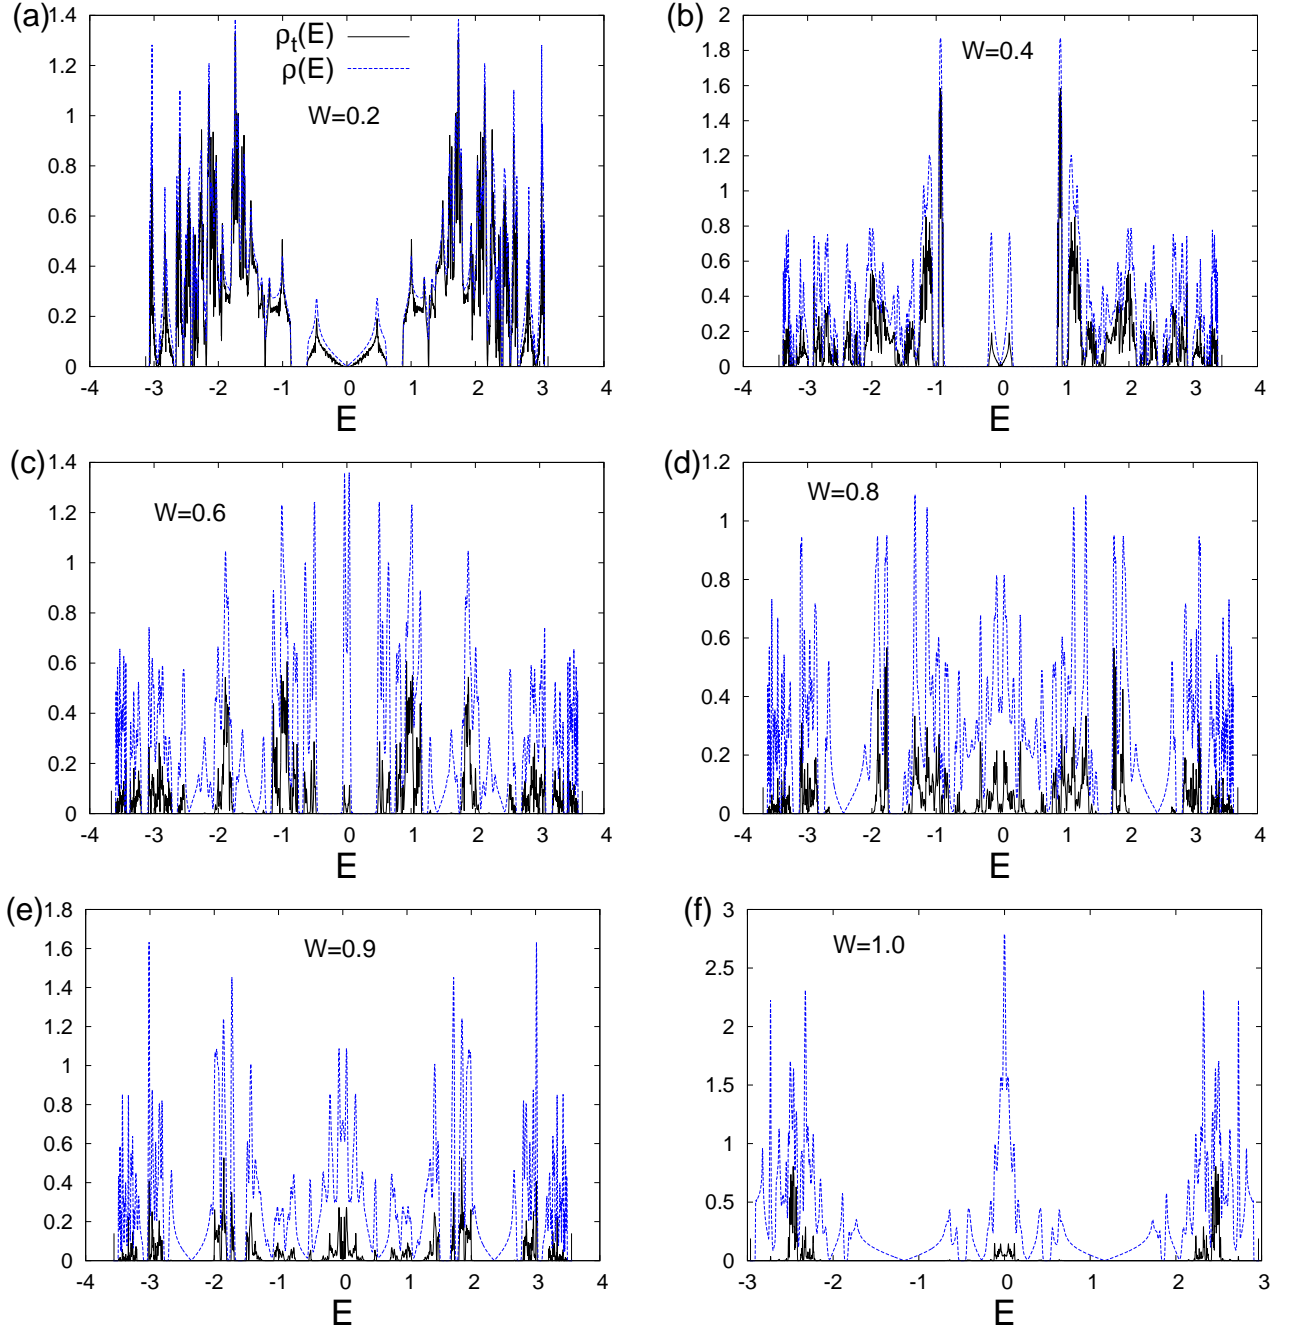 (a)
1.4
1.2
1
0.8
0.6
0.4
0.2
0
-4 -3 -2 -1 0 1 2 3 4
E
ρt(E)
ρ(E)
W=0.2
(b)
2
1.8
1.6
1.4
1.2
1
0.8
0.6
0.4
0.2
0
-4 -3 -2 -1 0 1 2 3 4
E
W=0.4
(c)
1.4
1.2
1
0.8
0.6
0.4
0.2
0
-4 -3 -2 -1 0 1 2 3 4
E
W=0.6
(d)
1.2
1
0.8
0.6
0.4
0.2
0
-4 -3 -2 -1 0 1 2 3 4
E
W=0.8
(e)
1.8
1.6
1.4
1.2
1
0.8
0.6
0.4
0.2
0
-4 -3 -2 -1 0 1 2 3 4
E
W=0.9
(f)
3
2.5
2
1.5
1
0.5
0
-3 -2 -1 0 1 2 3
E
W=1.0